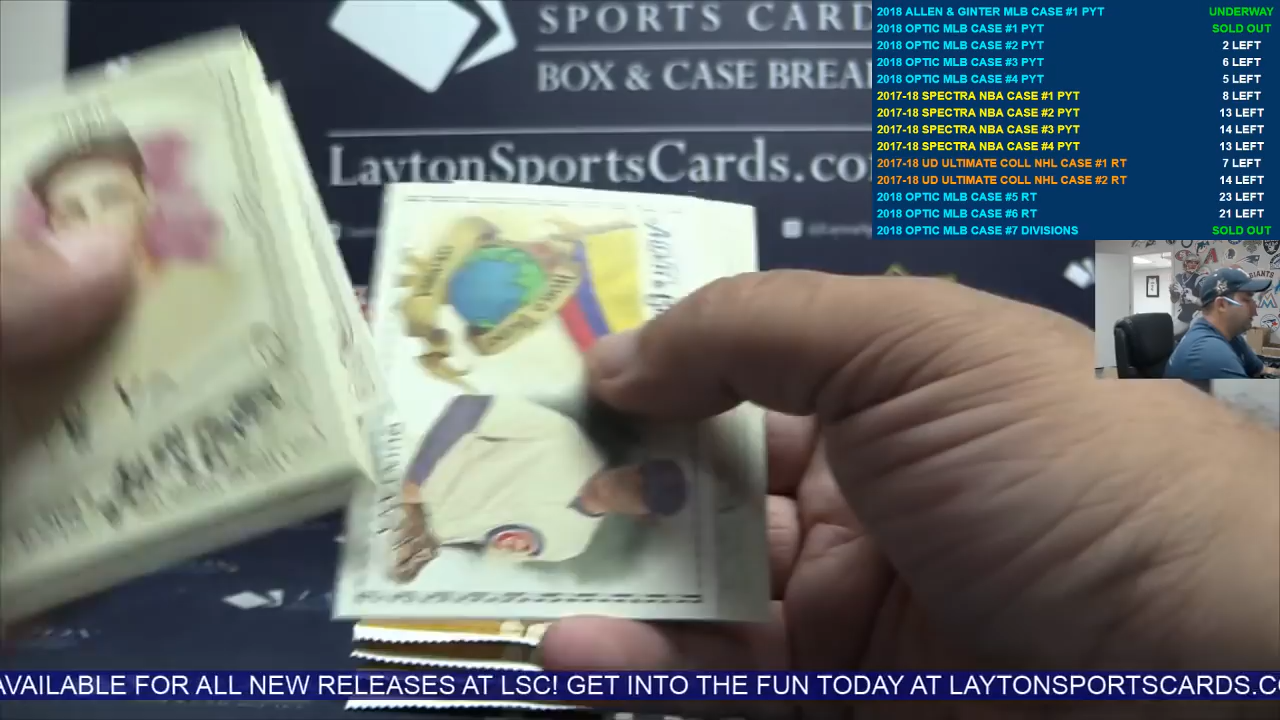 SPORTS CARD
BOX & CASE BREA
LaytonSportsCards.co
2018 ALLEN & GINTER MLB CASE #1 PYT UNDERWAY
2018 OPTIC MLB CASE #1 PYT SOLD OUT
2018 OPTIC MLB CASE #2 PYT 2 LEFT
2018 OPTIC MLB CASE #3 PYT 6 LEFT
2018 OPTIC MLB CASE #4 PYT 5 LEFT
2017-18 SPECTRA NBA CASE #1 PYT 8 LEFT
2017-18 SPECTRA NBA CASE #2 PYT 13 LEFT
2017-18 SPECTRA NBA CASE #3 PYT 14 LEFT
2017-18 SPECTRA NBA CASE #4 PYT 13 LEFT
2017-18 UD ULTIMATE COLL NHL CASE #1 RT 7 LEFT
2017-18 UD ULTIMATE COLL NHL CASE #2 RT 14 LEFT
2018 OPTIC MLB CASE #5 RT 23 LEFT
2018 OPTIC MLB CASE #6 RT 21 LEFT
2018 OPTIC MLB CASE #7 DIVISIONS SOLD OUT
GIANTS
AVAILABLE FOR ALL NEW RELEASES AT LSC! GET INTO THE FUN TODAY AT LAYTONSPORTSCARDS.C